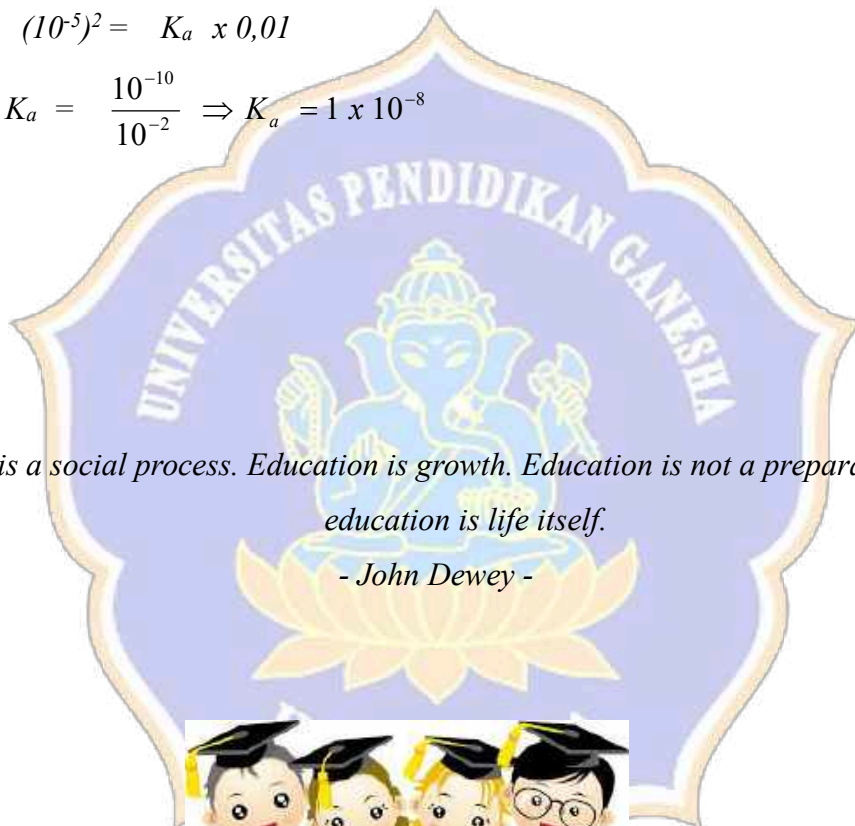 (10⁻⁵)² = Kₐ x 0,01
Kₐ = 10⁻¹⁰ / 10⁻² ⇒ Kₐ = 1 x 10⁻⁸
UNIVERSITAS PENDIDIKAN GANESHA
is a social process. Education is growth. Education is not a
education is life itself.
- John Dewey -